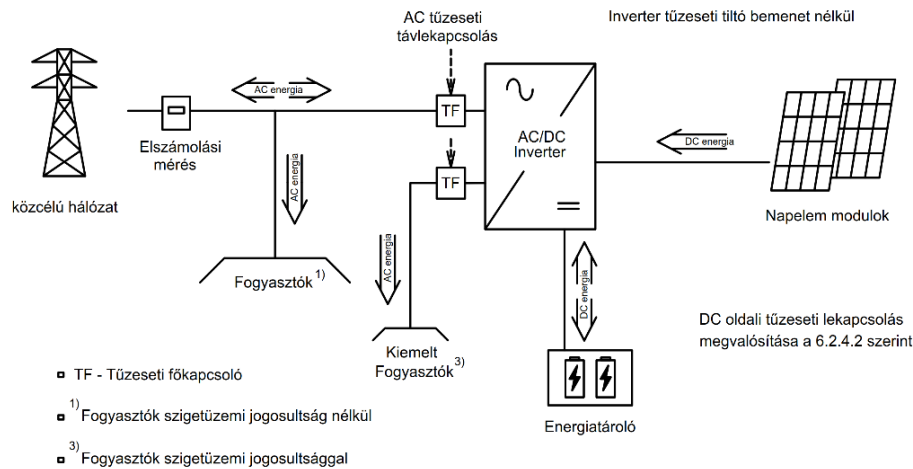 AC tűzeseti
távlekapcsolás
Inverter tűzeseti tiltó bemenet nélkül
AC energia
TF
AC/DC
Inverter
DC energia
Elszámolási
mérés
TF
közcélú hálózat
AC energia
Napelem modulok
AC energia
DC energia
Fogyasztók 1)
DC oldali tűzeseti lekapcsolás
megvalósítása a 6.2.4.2 szerint
Kiemelt
Fogyasztók 3)
TF - Tűzeseti főkapcsoló
1) Fogyasztók szigetüzemi jogosultság nélkül
Energiatároló
3) Fogyasztók szigetüzemi jogosultsággal